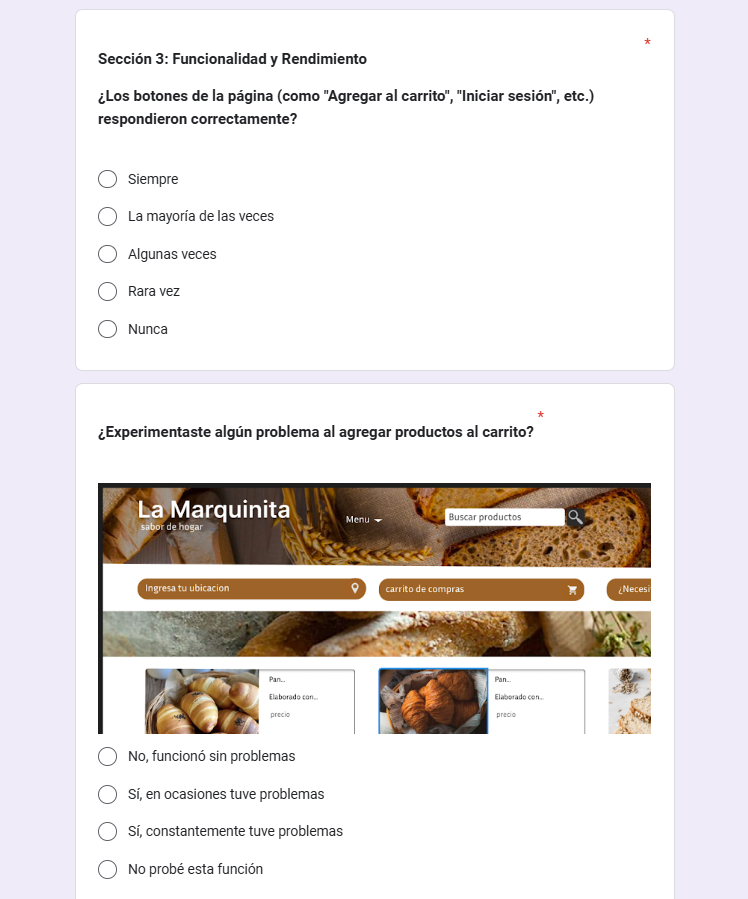 *
Sección 3: Funcionalidad y Rendimiento
¿Los botones de la página (como "Agregar al carrito", "Iniciar sesión", etc.)
respondieron correctamente?
Siempre
La mayoría de las veces
Algunas veces
Rara vez
Nunca
*
¿Experimentaste algún problema al agregar productos al carrito?
La Marquinita
sabor de hogar
Menu
Buscar productos
Ingresa tu ubicacion
carrito de compras
¿Necesi
Pan...
Elaborado con...
precio
Pan...
Elaborado con...
precio
No, funcionó sin problemas
Sí, en ocasiones tuve problemas
Sí, constantemente tuve problemas
No probé esta función